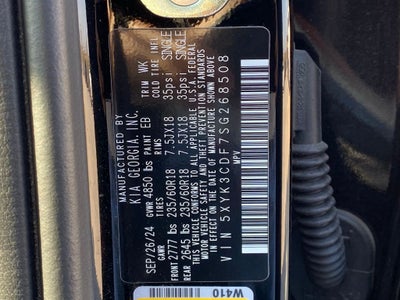 MANUFACTURED BY
KIA GEORGIA, INC.
SEP/26/24 GVWR 4850 lbs PAINT EB TRIM WK
GAWR TIRES RIMS COLD TIRE INFL
FRONT 2777 lbs 235/60R18 7.5JX18 35psi SINGLE
REAR 2645 lbs 235/60R18 7.5JX18 35psi SINGLE
THIS VEHICLE CONFORMS TO ALL APPLICABLE U.S.A. FEDERAL
MOTOR VEHICLE SAFETY AND THEFT PREVENTION STANDARDS
IN EFFECT ON THE DATE OF MANUFACTURE SHOWN ABOVE
VIN 5XYK3CDF7SG268508
MPV
W410